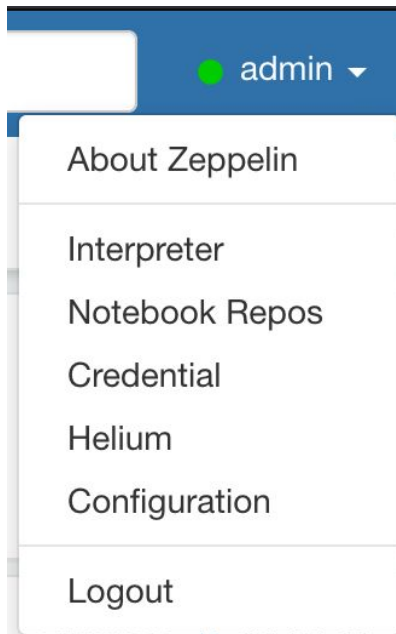 admin
About Zeppelin
Interpreter
Notebook Repos
Credential
Helium
Configuration
Logout